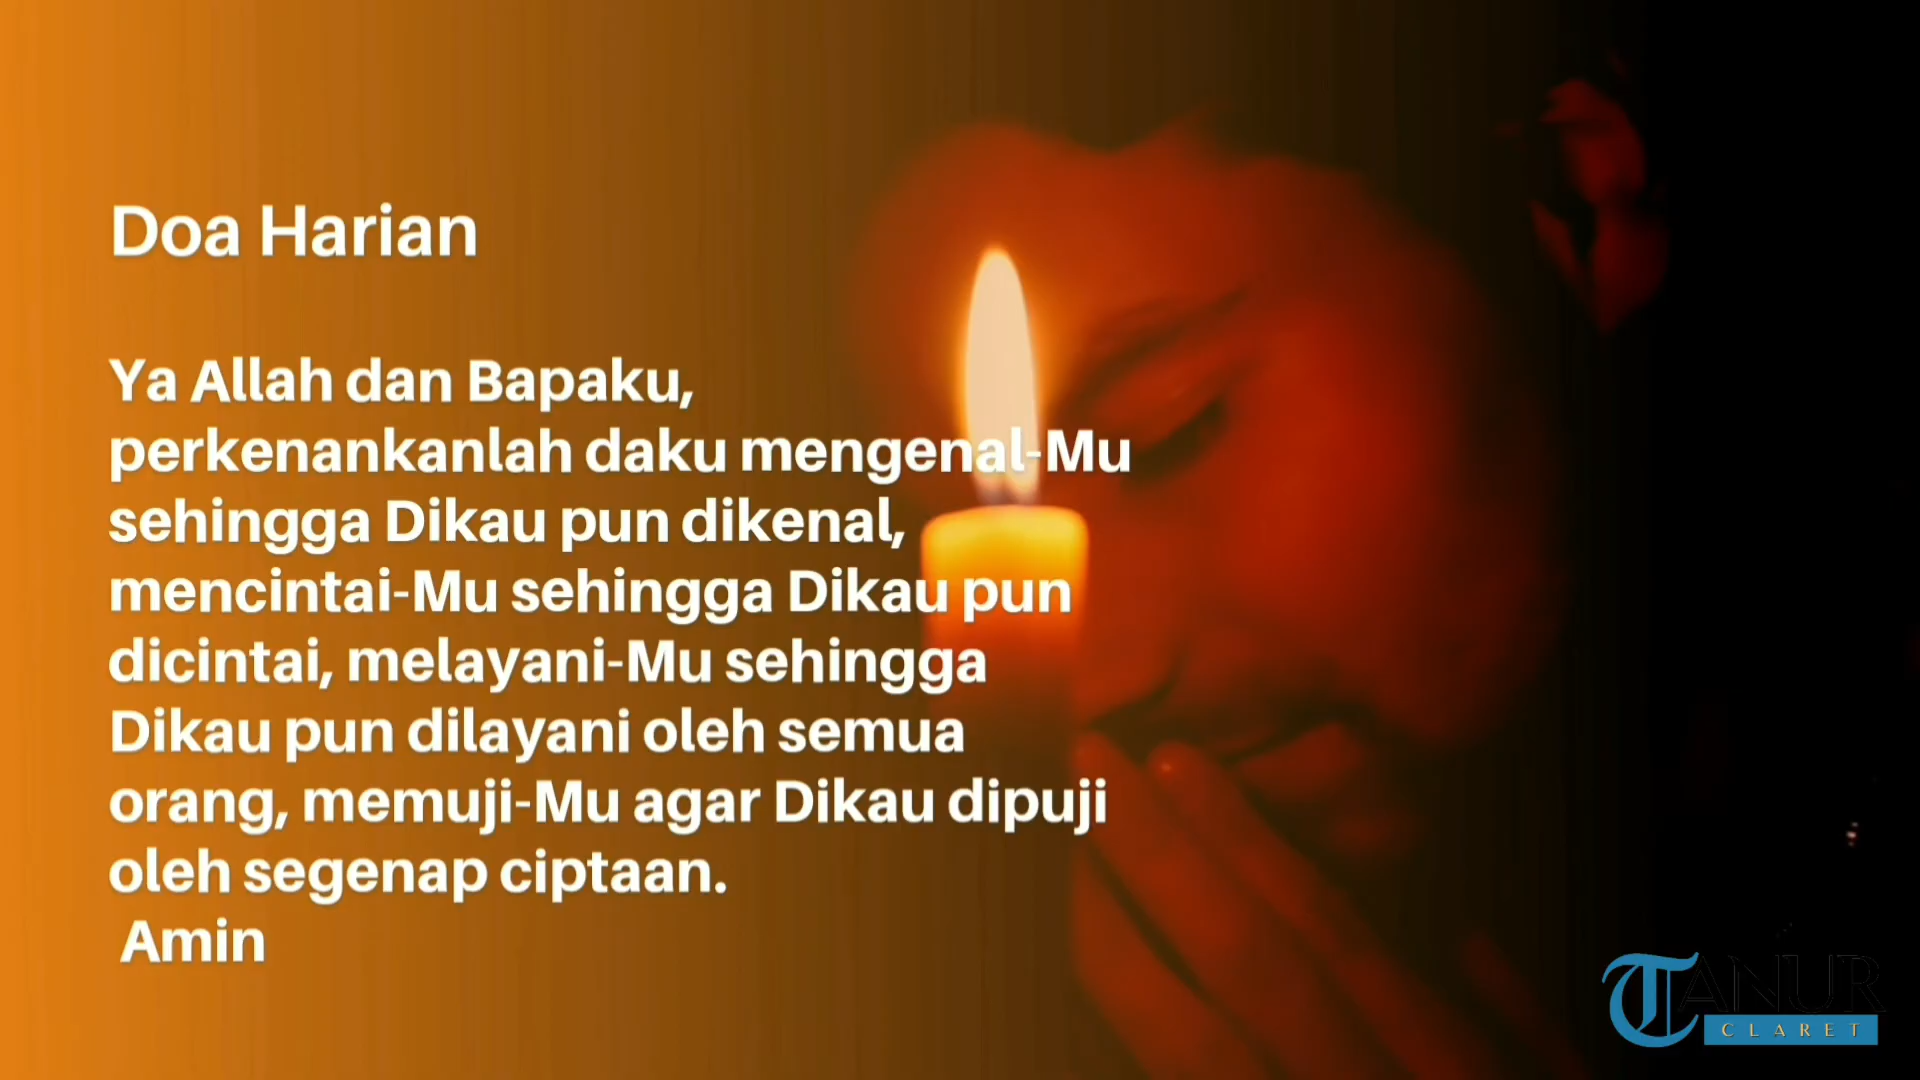 Doa Harian
Ya Allah dan Bapaku,
perkenankanlah daku mengenal-Mu
sehingga Dikau pun dikenal,
mencintai-Mu sehingga Dikau pun
dicintai, melayani-Mu sehingga
Dikau pun dilayani oleh semua
orang, memuji-Mu agar Dikau dipuji
oleh segenap ciptaan.
Amin
TANUR
CLARET